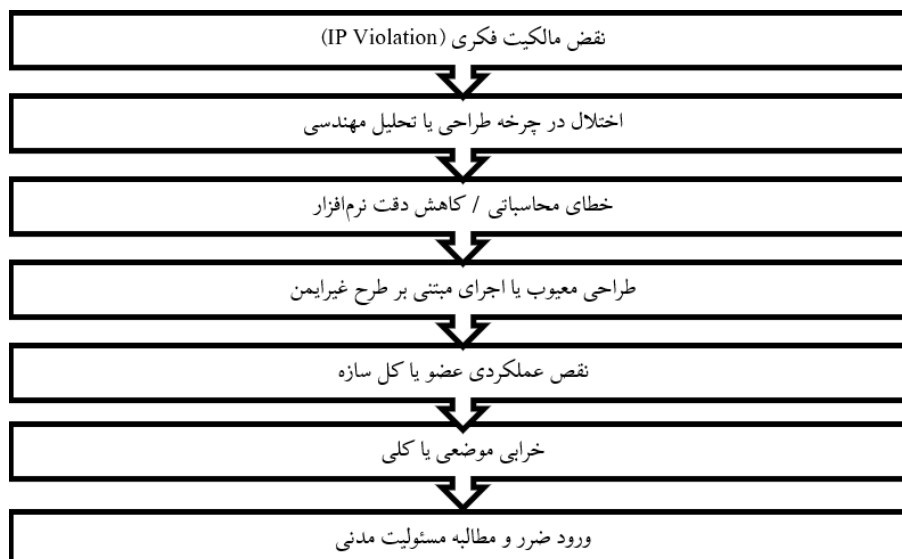 نقض مالکیت فکری (IP Violation)
اختلال در چرخه طراحی یا تحلیل مهندسی
خطای محاسباتی / کاهش دقت نرم‌افزار
طراحی معیوب یا اجرای مبتنی بر طرح غیرایمن
نقص عملکردی عضو یا کل سازه
خرابی موضعی یا کلی
ورود ضرر و مطالبه مسئولیت مدنی